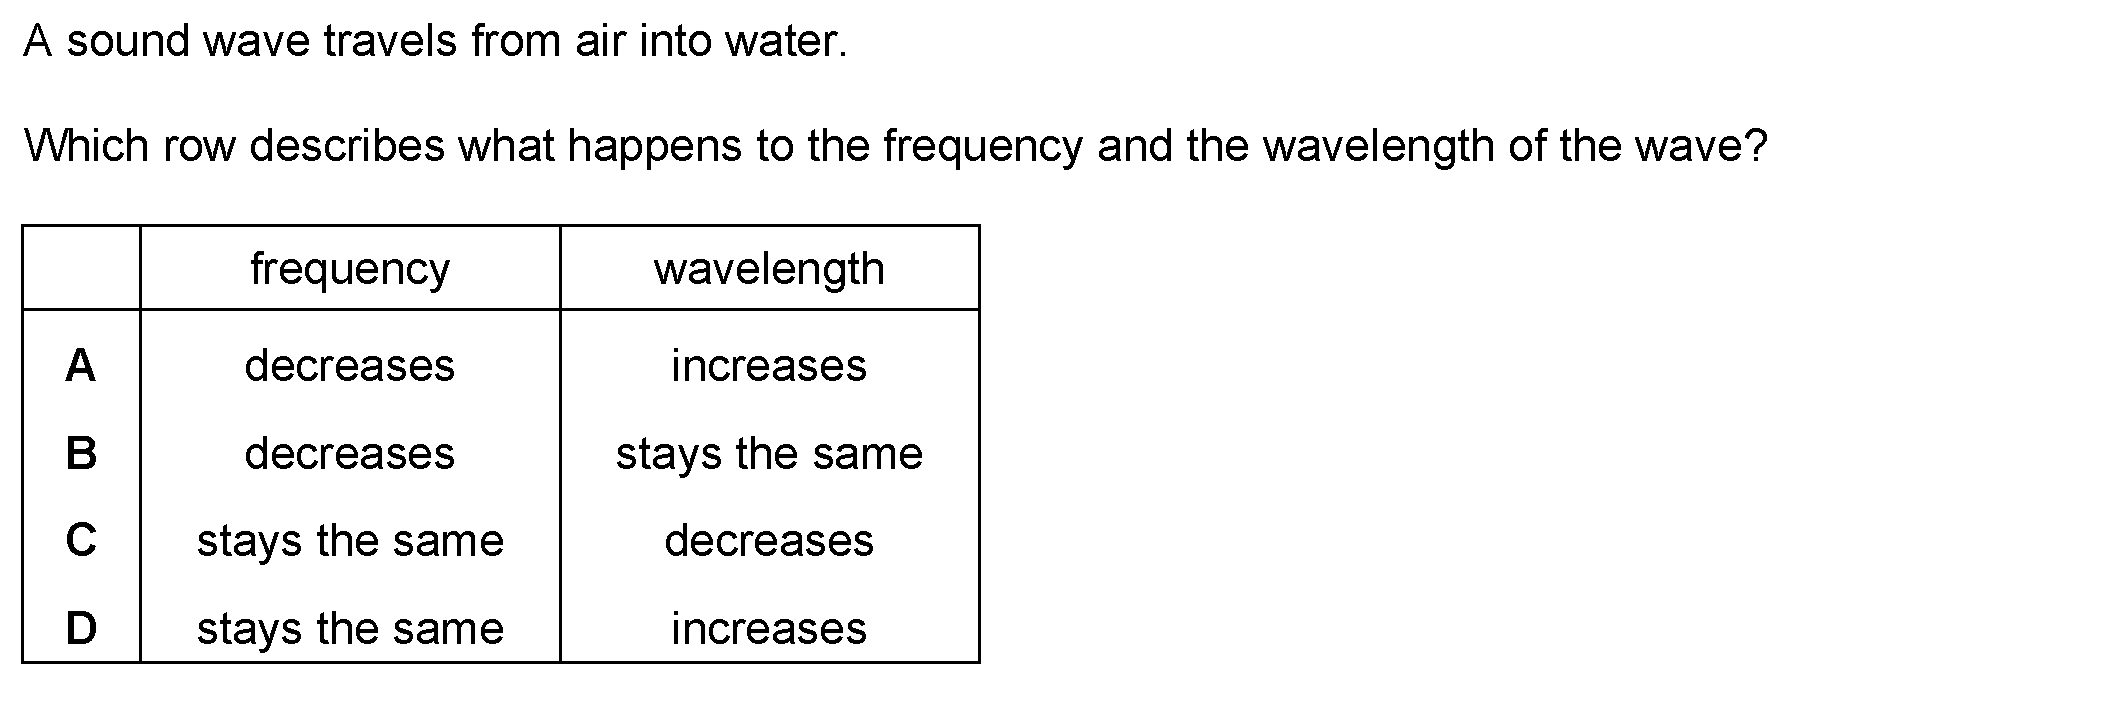 A sound wave travels from air into water.
Which row describes what happens to the frequency and the wavelength of the wave?
frequency wavelength
A decreases increases
B decreases stays the same
C stays the same decreases
D stays the same increases